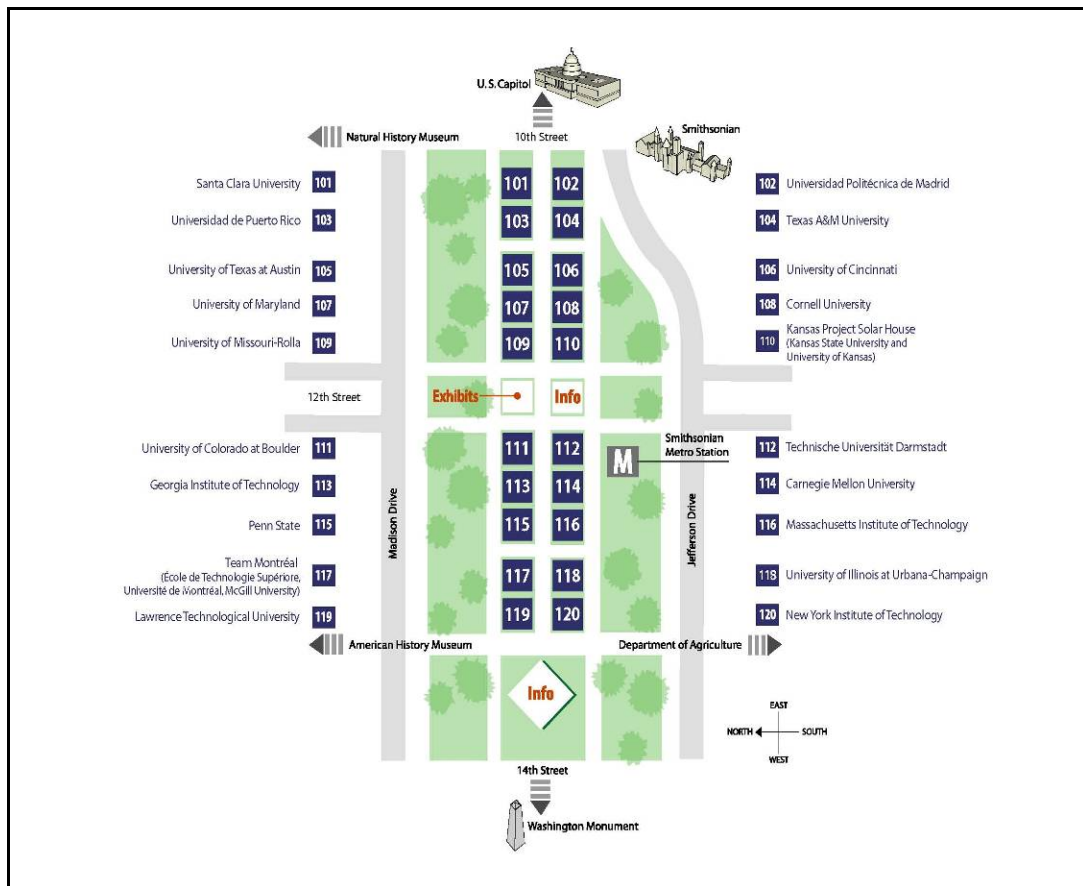 U.S. Capitol
Smithsonian
Natural History Museum
10th Street
Santa Clara University 101
101 102
102 Universidad Politécnica de Madrid
Universidad de Puerto Rico 103
103 104
104 Texas A&M University
University of Texas at Austin 105
105 106
106 University of Cincinnati
University of Maryland 107
107 108
108 Cornell University
University of Missouri-Rolla 109
109 110
110 Kansas Project Solar House
(Kansas State University and
University of Kansas)
12th Street
Exhibits
Info
University of Colorado at Boulder 111
111 112
Smithsonian
Metro Station
M
112 Technische Universität Darmstadt
Georgia Institute of Technology 113
113 114
114 Carnegie Mellon University
Madison Drive
Jefferson Drive
Penn State 115
115 116
116 Massachusetts Institute of Technology
Team Montréal
(École de Technologie Supériore,
Université de Montréal, McGill University)
117
117 118
118 University of Illinois at Urbana-Champaign
Lawrence Technological University 119
119 120
120 New York Institute of Technology
American History Museum
Department of Agriculture
Info
EAST
NORTH
SOUTH
WEST
14th Street
Washington Monument